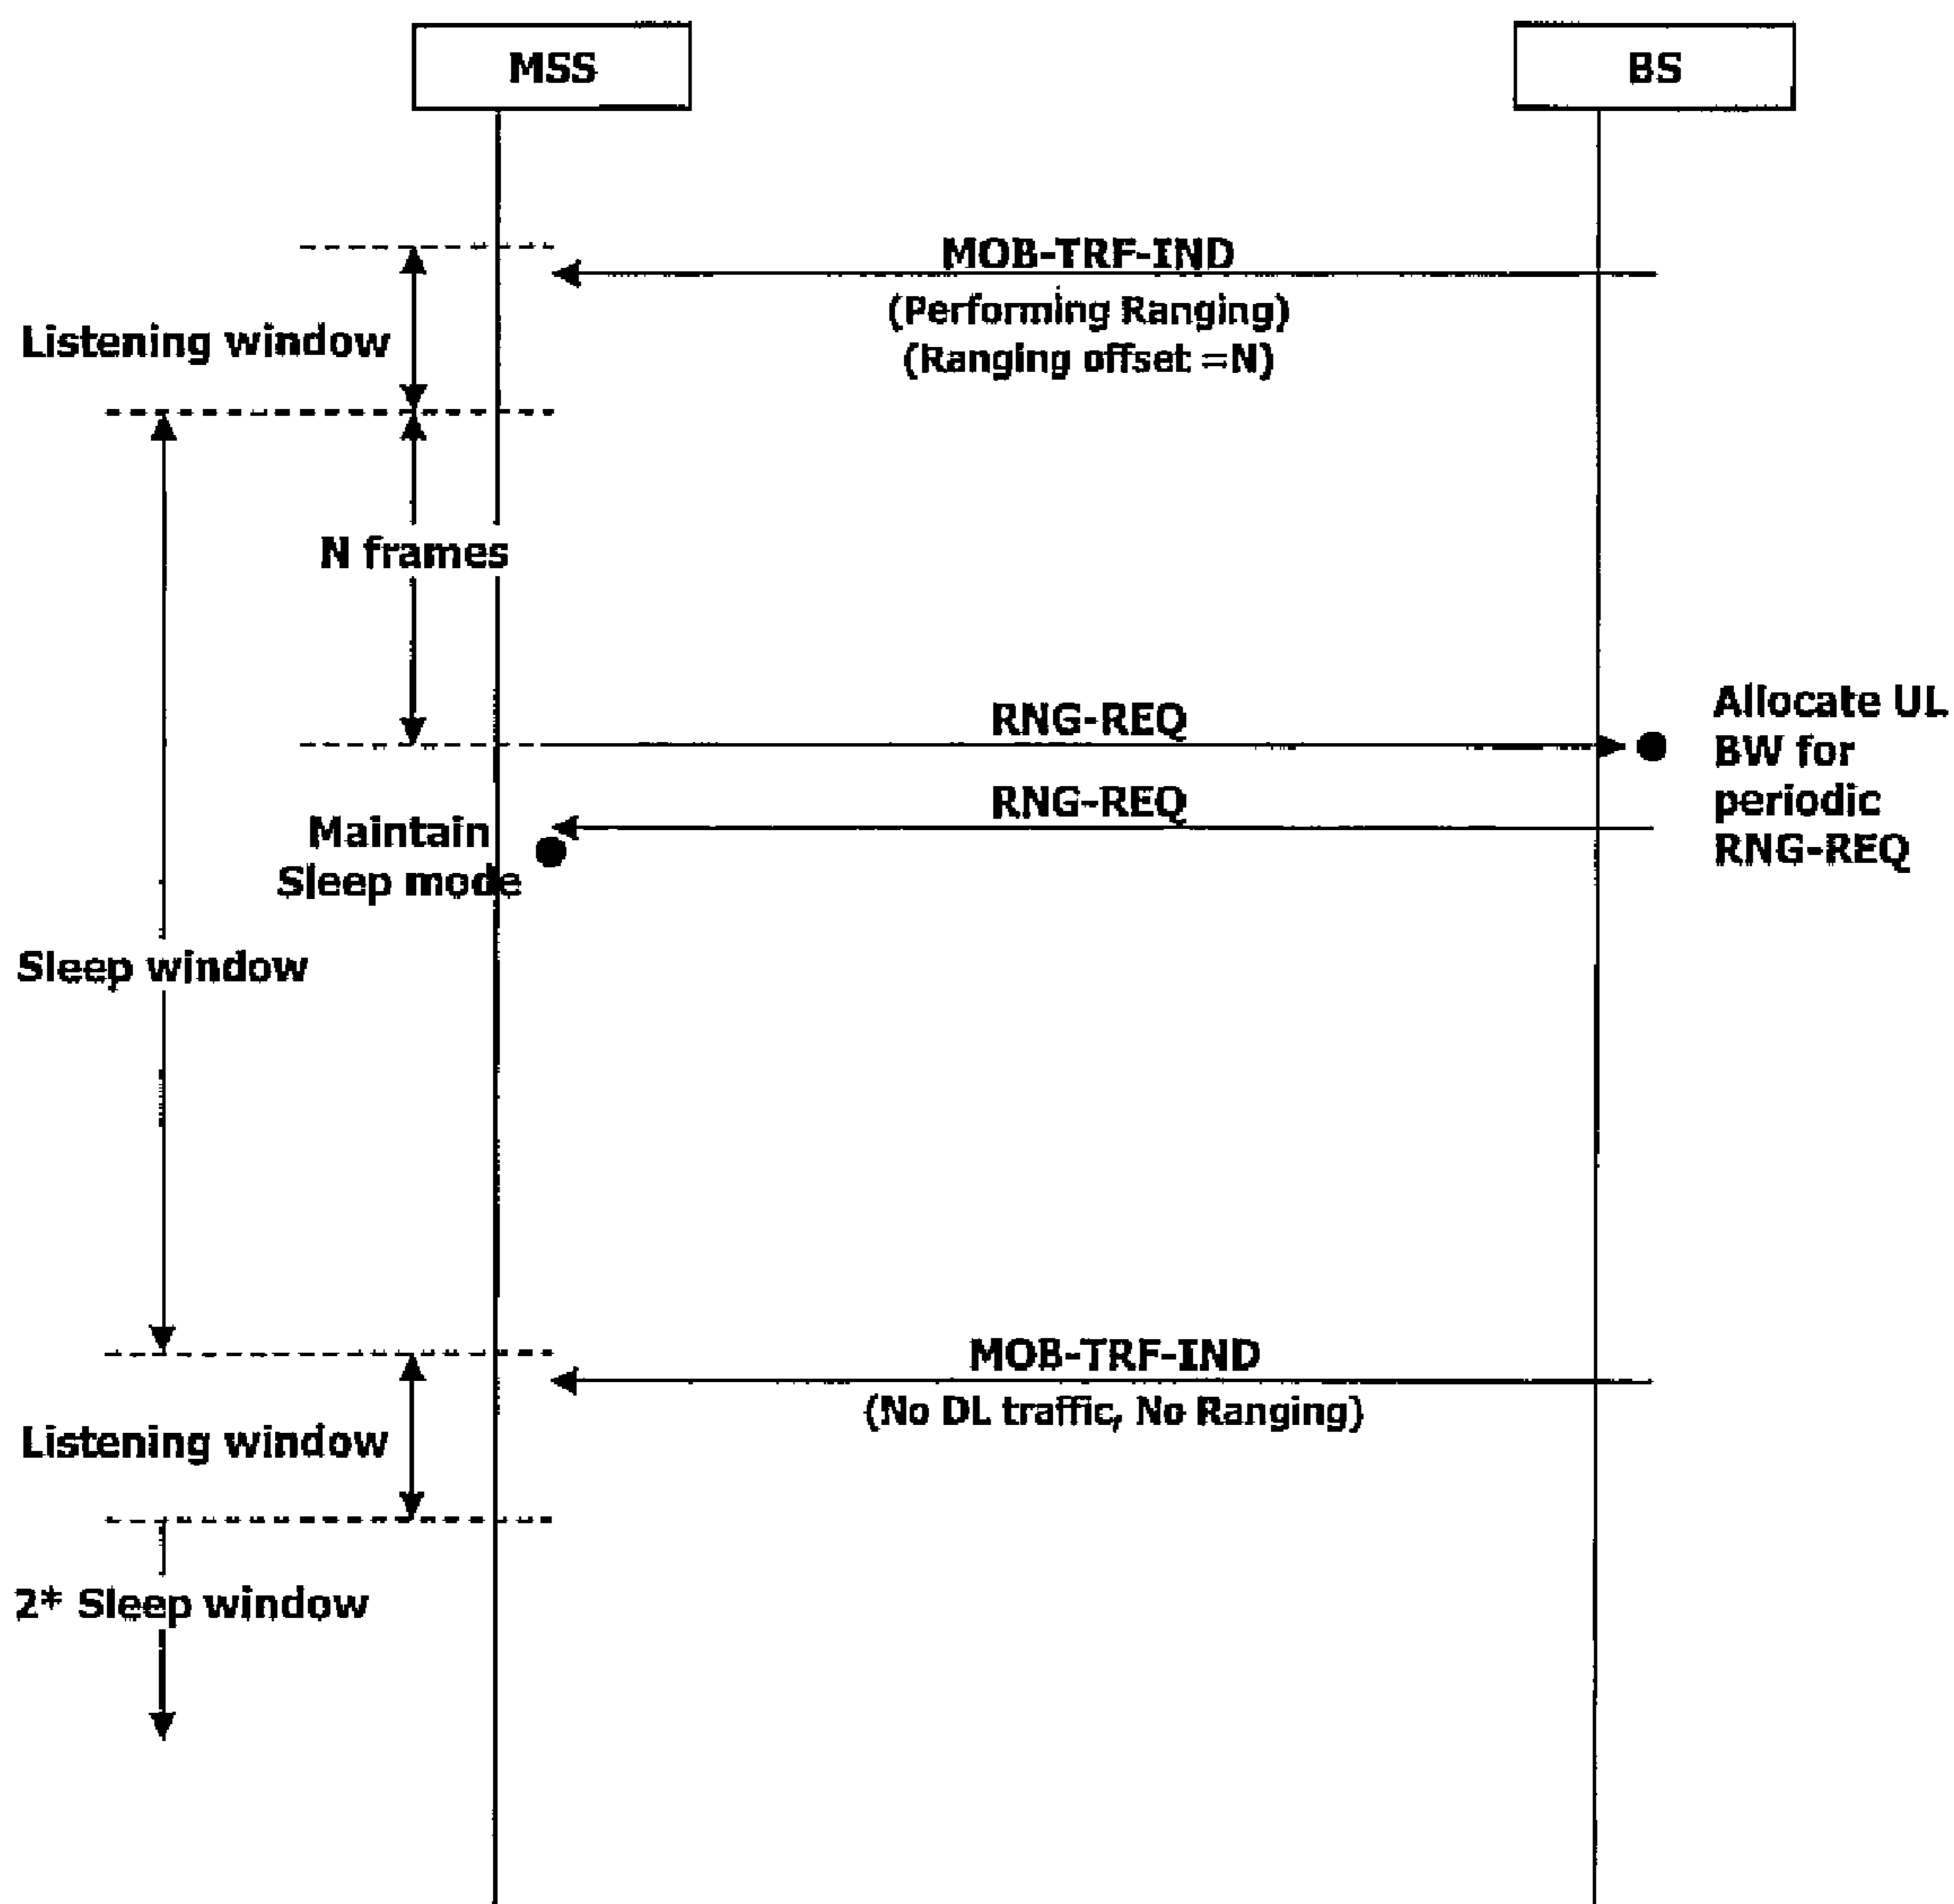 MSS
BS
MOB-TRF-IND
(Performing Ranging)
(Ranging offset =N)
Listening window
N frames
RNG-REQ
Allocate UL
BW for
periodic
RNG-REQ
RNG-REQ
Maintain
Sleep mode
Sleep window
MOB-TRF-IND
(No DL traffic, No Ranging)
Listening window
2* Sleep window